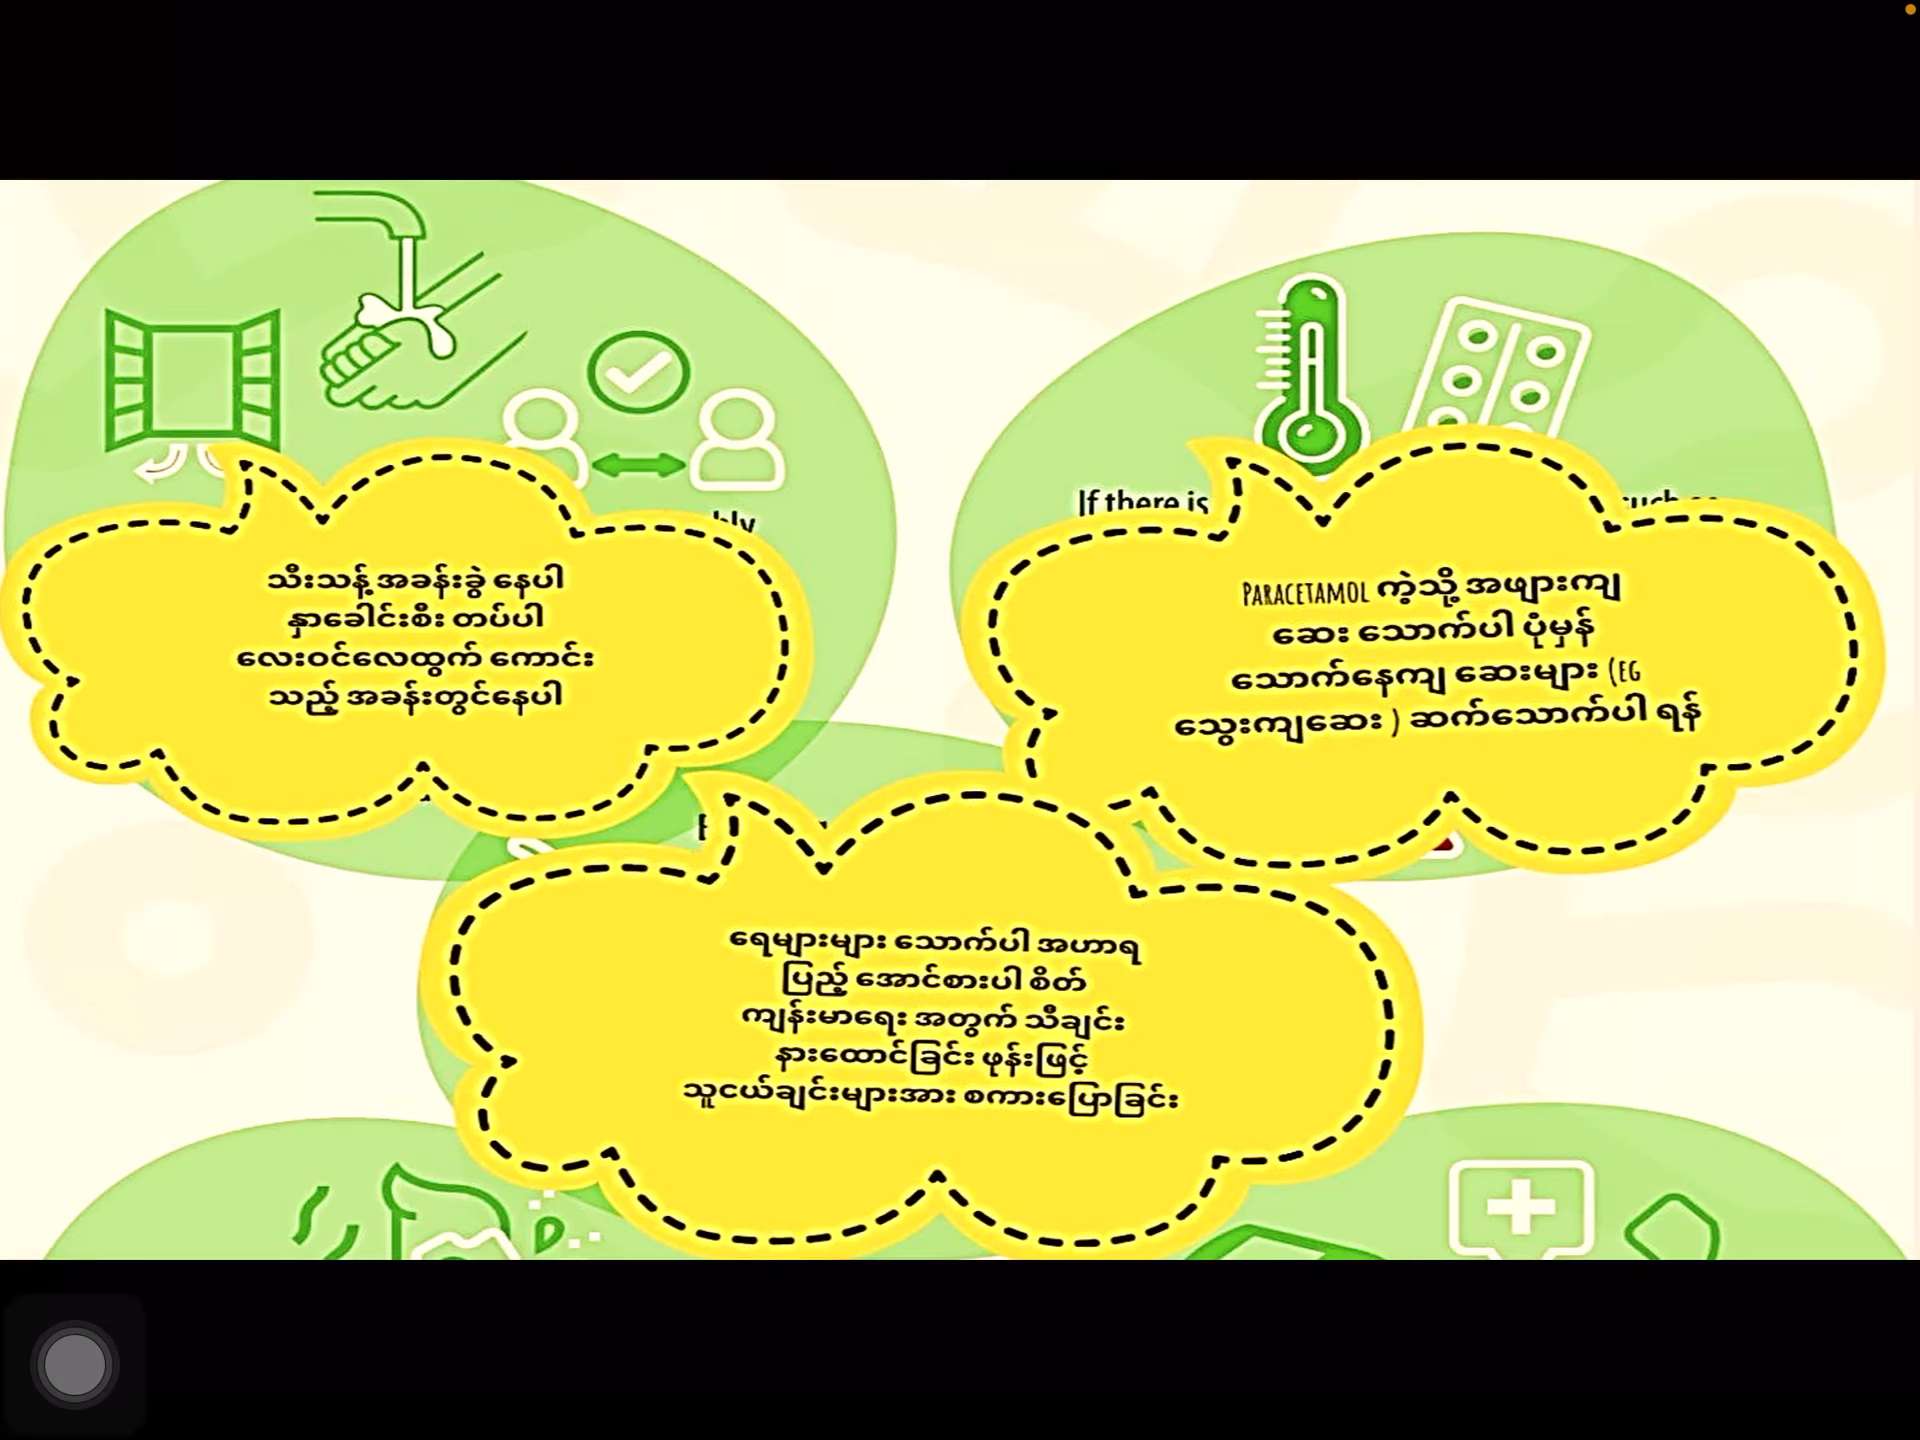 သီးသန့် အခန်းခွဲ နေပါ
နှာခေါင်းစီး တပ်ပါ
လေးဝင်လေထွက် ကောင်း
သည့် အခန်းတွင်နေပါ
If there is
such as
PARACETAMOL ကဲ့သို့ အဖျားကျ
ဆေး သောက်ပါ ပုံမှန်
သောက်နေကျ ဆေးများ (EG
သွေးကျဆေး ) ဆက်သောက်ပါ ရန်
ရေများများ သောက်ပါ အဟာရ
ပြည့် အောင်စားပါ စိတ်
ကျန်းမာရေး အတွက် သီချင်း
နားထောင်ခြင်း ဖုန်းဖြင့်
သူငယ်ချင်းများအား စကားပြောခြင်း